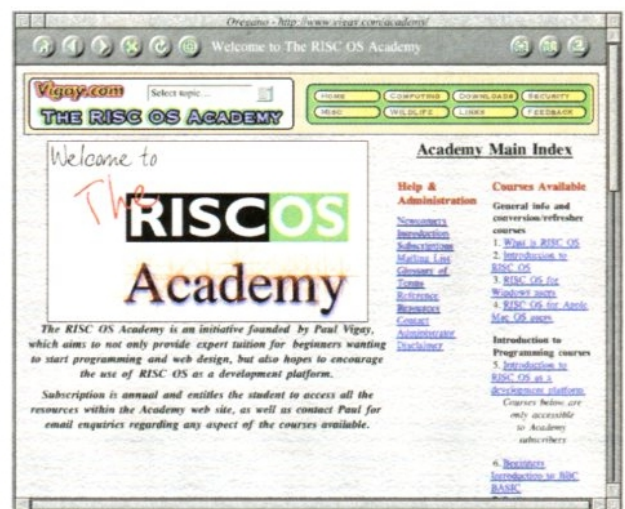 Oregano - http://www.vigay.com/academy/
Welcome to The RISC OS Academy
Vigay.com
Select topic...
THE RISC OS ACADEMY
HOME
COMPUTING
DOWNLOADS
SECURITY
MISC
WILDLIFE
LINKS
FEEDBACK
Welcome to
The
RISC OS
Academy
The RISC OS Academy is an initiative founded by Paul Vigay,
which aims to not only provide expert tuition for beginners wanting
to start programming and web design, but also hopes to encourage
the use of RISC OS as a development platform.
Subscription is annual and entitles the student to access all the
resources within the Academy web site, as well as contact Paul for
email enquiries regarding any aspect of the courses available.
Academy Main Index
Help &
Administration
Newsletters
Introduction
Subscriptions
Mailing List
Glossary of
Terms
Reference
Resources
Contact
Administrator
Disclaimer
Courses Available
General info and
conversion/refresher
courses
1. What is RISC OS
2. Introduction to
RISC OS
3. RISC OS for
Windows users
4. RISC OS for Apple
Mac OS users
Introduction to
Programming courses
5. Introduction to
RISC OS as a
development platform
Courses below are
only accessible
to Academy
subscribers
6. Beginners
Introduction to BBC
BASIC